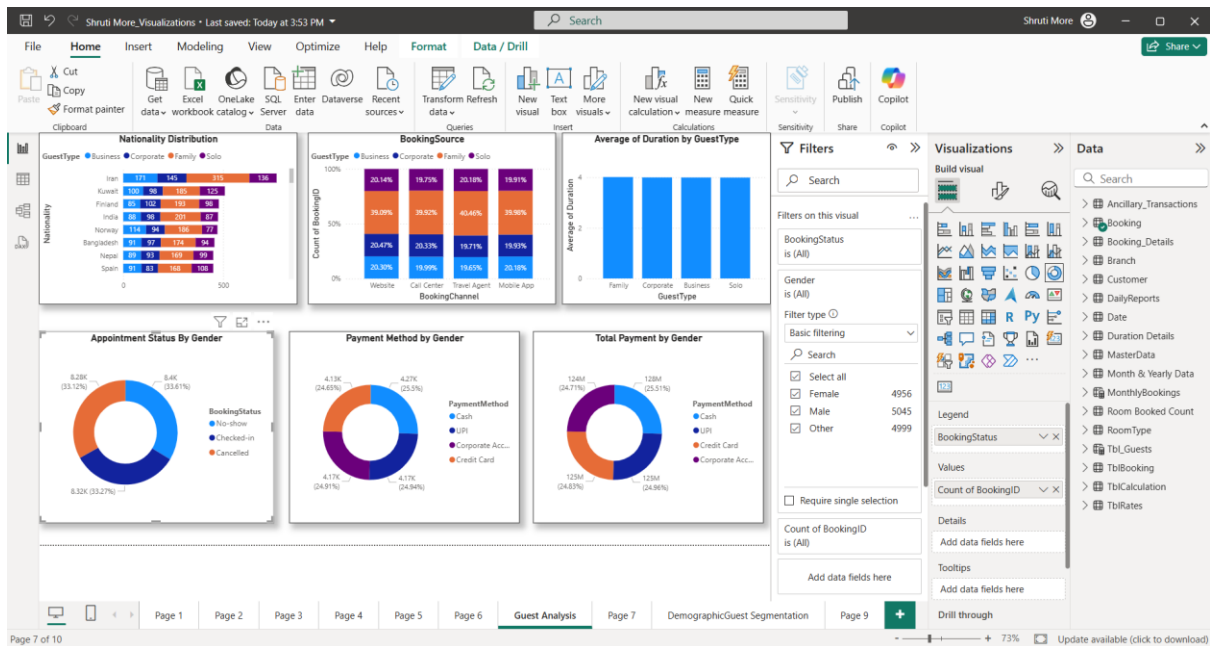 Shruti More_Visualizations • Last saved: Today at 3:53 PM
Search
Shruti More
File Home Insert Modeling View Optimize Help Format Data / Drill
Share
Paste
Cut
Copy
Format painter
Get data
Excel workbook
OneLake catalog
SQL Server
Enter data
Dataverse
Recent sources
Transform data
Refresh
New visual
Text box
More visuals
New visual calculation
New measure
Quick measure
Sensitivity
Publish
Copilot
Clipboard Data Queries Insert Calculations Sensitivity Share Copilot
Nationality Distribution
GuestType Business Corporate Family Solo
Nationality
Iran 171 145 315 136
Kuwait 100 98 185 125
Finland 85 102 193 98
India 88 98 201 87
Norway 114 94 186 77
Bangladesh 91 97 174 94
Nepal 89 93 169 99
Spain 91 83 168 108
0 500
BookingSource
GuestType Business Corporate Family Solo
Count of BookingID
100%
50%
0%
20.14% 19.75% 20.18% 19.91%
39.09% 39.92% 40.46% 39.98%
20.47% 20.33% 19.71% 19.93%
20.30% 19.99% 19.65% 20.18%
Website Call Center Travel Agent Mobile App
BookingChannel
Average of Duration by GuestType
Average of Duration
4
2
0
Family Corporate Business Solo
GuestType
Appointment Status By Gender
8.28K (33.12%)
8.4K (33.61%)
8.32K (33.27%)
BookingStatus
No-show
Checked-in
Cancelled
Payment Method by Gender
4.13K (24.65%)
4.27K (25.5%)
4.17K (24.91%)
4.17K (24.94%)
PaymentMethod
Cash
UPI
Corporate Acc...
Credit Card
Total Payment by Gender
124M (24.71%)
128M (25.51%)
125M (24.83%)
125M (24.96%)
PaymentMethod
Cash
UPI
Credit Card
Corporate Acc...
Filters
Search
Filters on this visual
BookingStatus
is (All)
Gender
is (All)
Filter type
Basic filtering
Search
Select all
Female 4956
Male 5045
Other 4999
Require single selection
Count of BookingID
is (All)
Add data fields here
Visualizations
Build visual
R Py
123
Legend
BookingStatus
Values
Count of BookingID
Details
Add data fields here
Tooltips
Add data fields here
Drill through
Data
Search
Ancillary_Transactions
Booking
Booking_Details
Branch
Customer
DailyReports
Date
Duration Details
MasterData
Month & Yearly Data
MonthlyBookings
Room Booked Count
RoomType
Tbl_Guests
TblBooking
TblCalculation
TblRates
Page 1 Page 2 Page 3 Page 4 Page 5 Page 6 Guest Analysis Page 7 DemographicGuest Segmentation Page 9
Page 7 of 10
73%
Update available (click to download)